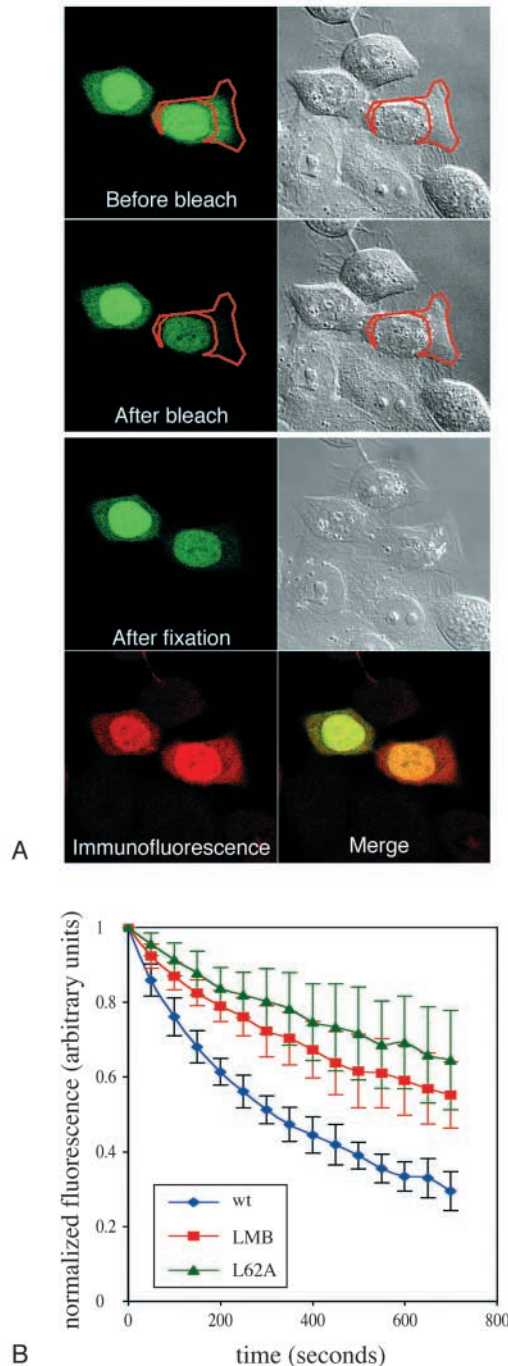 Before bleach
After bleach
After fixation
Immunofluorescence
Merge
A
normalized fluorescence (arbitrary units)
1
0.8
0.6
0.4
0.2
0
wt
LMB
L62A
0
200
400
600
800
time (seconds)
B